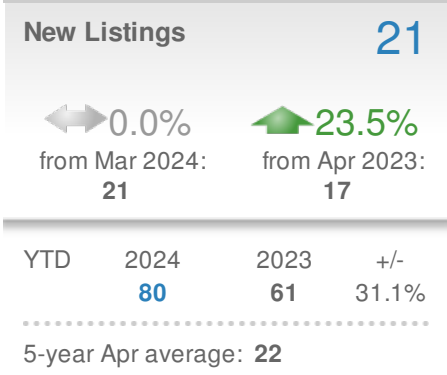 New Listings 21
0.0% 23.5%
from Mar 2024: from Apr 2023:
21 17
YTD 2024 2023 +/-
80 61 31.1%
5-year Apr average: 22